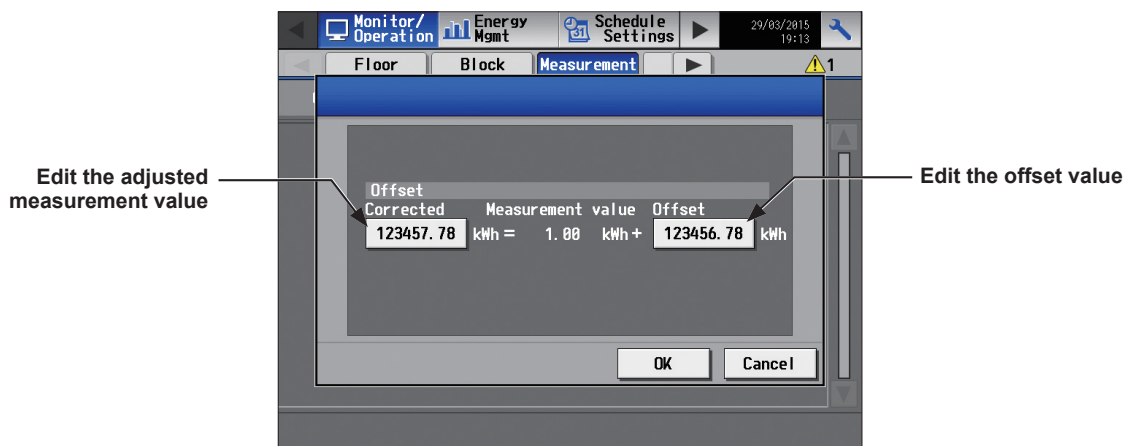 Monitor/ Energy Schedule 29/03/2015
Operation Mgmt 31 Settings 19:13
Floor Block Measurement 1
Edit the adjusted
measurement value
Edit the offset value
Offset
Corrected Measurement value Offset
123457.78 kWh = 1.00 kWh + 123456.78 kWh
OK Cancel